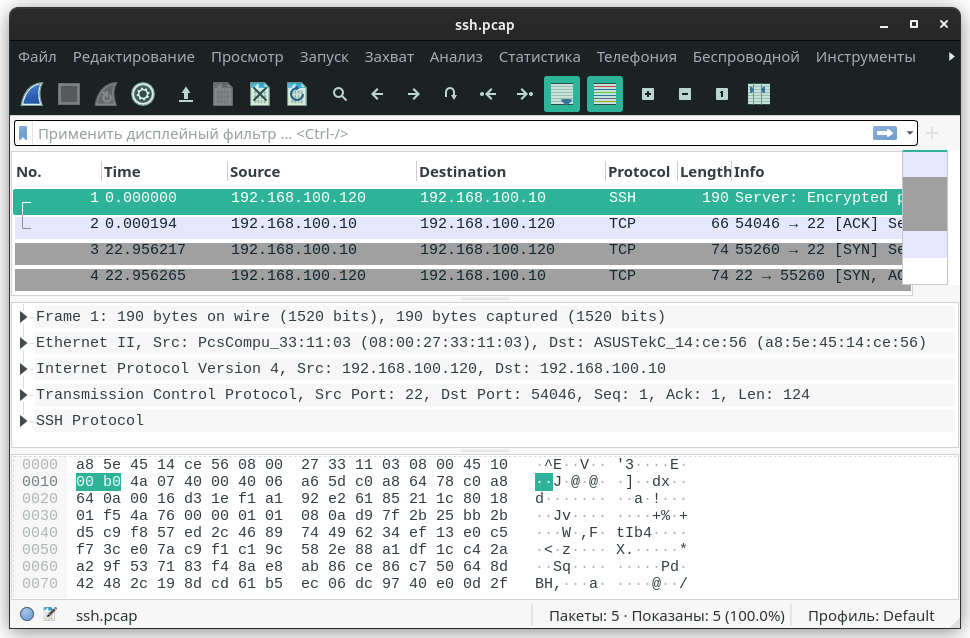 ssh.pcap
Файл Редактирование Просмотр Запуск Захват Анализ Статистика Телефония Беспроводной Инструменты
Применить дисплейный фильтр ... <Ctrl-/>
No. Time Source Destination Protocol Length Info
1 0.000000 192.168.100.120 192.168.100.10 SSH 190 Server: Encrypted p
2 0.000194 192.168.100.10 192.168.100.120 TCP 66 54046 → 22 [ACK] Se
3 22.956217 192.168.100.10 192.168.100.120 TCP 74 55260 → 22 [SYN] Se
4 22.956265 192.168.100.120 192.168.100.10 TCP 74 22 → 55260 [SYN, AC
Frame 1: 190 bytes on wire (1520 bits), 190 bytes captured (1520 bits)
Ethernet II, Src: PcsCompu_33:11:03 (08:00:27:33:11:03), Dst: ASUSTekC_14:ce:56 (a8:5e:45:14:ce:56)
Internet Protocol Version 4, Src: 192.168.100.120, Dst: 192.168.100.10
Transmission Control Protocol, Src Port: 22, Dst Port: 54046, Seq: 1, Ack: 1, Len: 124
SSH Protocol
0000 a8 5e 45 14 ce 56 08 00 27 33 11 03 08 00 45 10 ·^E··V·· '3····E·
0010 00 b0 4a 07 40 00 40 06 a6 5d c0 a8 64 78 c0 a8 ··J·@·@· ·]··dx··
0020 64 0a 00 16 d3 1e f1 a1 92 e2 61 85 21 1c 80 18 d······· ··a·!···
0030 01 f5 4a 76 00 00 01 01 08 0a d9 7f 2b 25 bb 2b ··Jv···· ····+%·+
0040 d5 c9 f8 57 ed 2c 46 89 74 49 62 34 ef 13 e0 c5 ···W·,F· tIb4····
0050 f7 3c e0 7a c9 f1 c1 9c 58 2e 88 a1 df 1c c4 2a ·<·z···· X.·····*
0060 a2 9f 53 71 83 f4 8a e8 ab 86 ce 86 c7 50 64 8d ··Sq···· ·····Pd·
0070 42 48 2c 19 8d cd 61 b5 ec 06 dc 97 40 e0 0d 2f BH,···a· ····@··/
ssh.pcap Пакеты: 5 · Показаны: 5 (100.0%) Профиль: Default